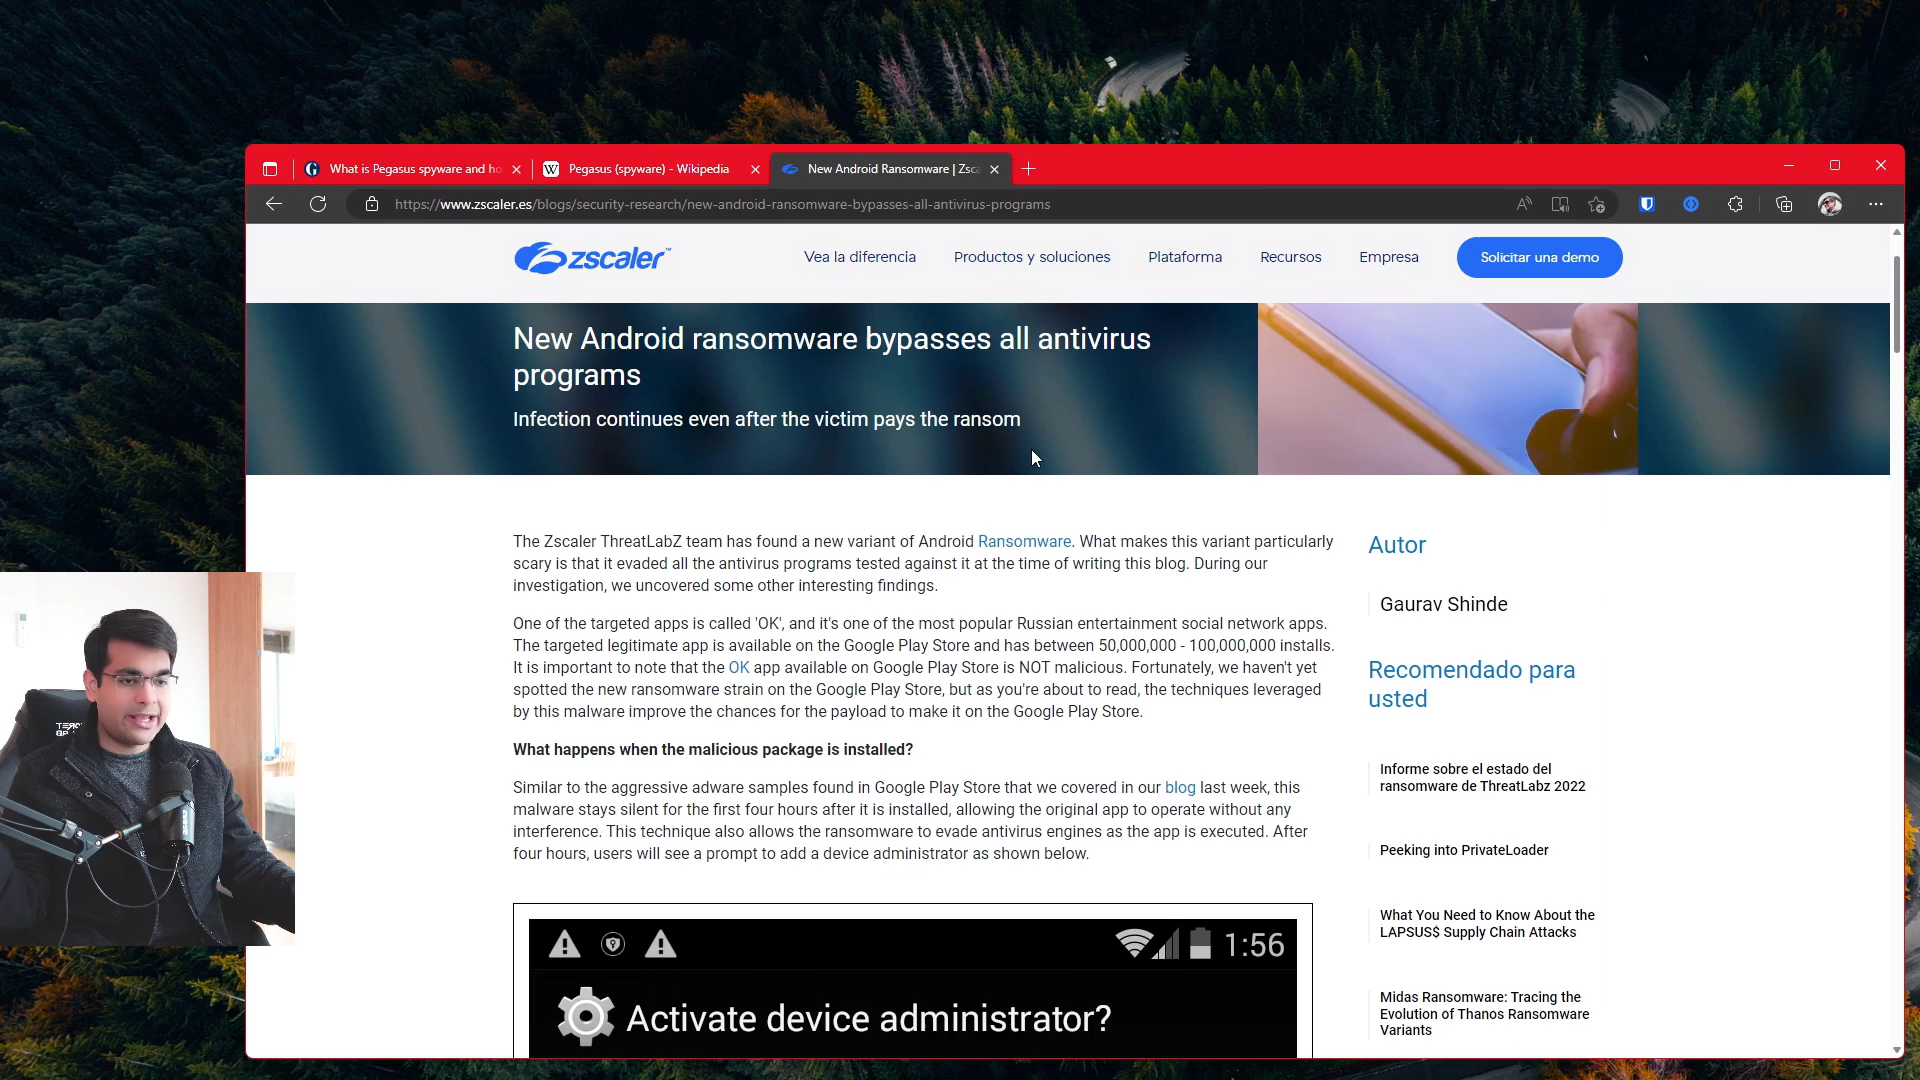 What is Pegasus spyware and ho
Pegasus (spyware) - Wikipedia
New Android Ransomware | Zsca
https://www.zscaler.es/blogs/security-research/new-android-ransomware-bypasses-all-antivirus-programs
zscaler™
Vea la diferencia
Productos y soluciones
Plataforma
Recursos
Empresa
Solicitar una demo
New Android ransomware bypasses all antivirus
programs
Infection continues even after the victim pays the ransom
The Zscaler ThreatLabZ team has found a new variant of Android Ransomware. What makes this variant particularly
scary is that it evaded all the antivirus programs tested against it at the time of writing this blog. During our
investigation, we uncovered some other interesting findings.
One of the targeted apps is called 'OK', and it's one of the most popular Russian entertainment social network apps.
The targeted legitimate app is available on the Google Play Store and has between 50,000,000 - 100,000,000 installs.
It is important to note that the OK app available on Google Play Store is NOT malicious. Fortunately, we haven't yet
spotted the new ransomware strain on the Google Play Store, but as you're about to read, the techniques leveraged
by this malware improve the chances for the payload to make it on the Google Play Store.
What happens when the malicious package is installed?
Similar to the aggressive adware samples found in Google Play Store that we covered in our blog last week, this
malware stays silent for the first four hours after it is installed, allowing the original app to operate without any
interference. This technique also allows the ransomware to evade antivirus engines as the app is executed. After
four hours, users will see a prompt to add a device administrator as shown below.
1:56
Activate device administrator?
Autor
Gaurav Shinde
Recomendado para
usted
Informe sobre el estado del
ransomware de ThreatLabz 2022
Peeking into PrivateLoader
What You Need to Know About the
LAPSUS$ Supply Chain Attacks
Midas Ransomware: Tracing the
Evolution of Thanos Ransomware
Variants